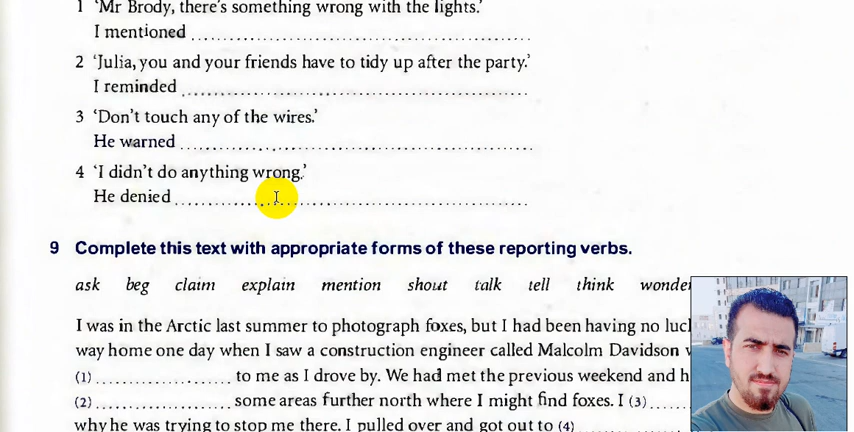 1 'Mr Brody, there's something wrong with the lights.'
I mentioned ........................................................
2 'Julia, you and your friends have to tidy up after the party.'
I reminded ........................................................
3 'Don't touch any of the wires.'
He warned ........................................................
4 'I didn't do anything wrong.'
He denied ........................................................
9 Complete this text with appropriate forms of these reporting verbs.
ask beg claim explain mention shout talk tell think wonder
I was in the Arctic last summer to photograph foxes, but I had been having no luc
way home one day when I saw a construction engineer called Malcolm Davidson
(1) ........................ to me as I drove by. We had met the previous weekend and h
(2) ........................ some areas further north where I might find foxes. I (3) .......
why he was trying to stop me there. I pulled over and got out to (4) ....................